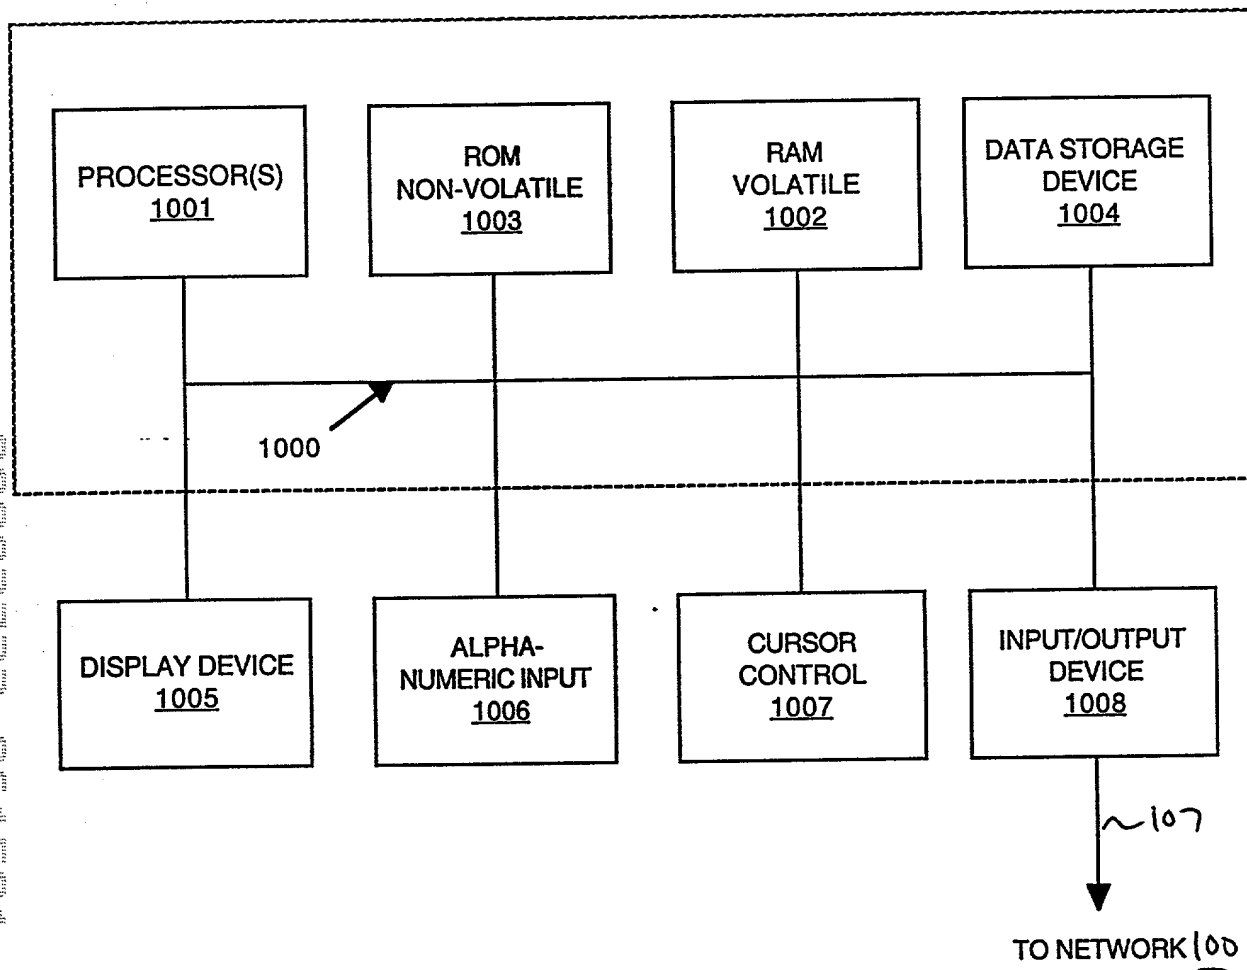 PROCESSOR(S)
1001
ROM
NON-VOLATILE
1003
RAM
VOLATILE
1002
DATA STORAGE
DEVICE
1004
1000
DISPLAY DEVICE
1005
ALPHA-
NUMERIC INPUT
1006
CURSOR
CONTROL
1007
INPUT/OUTPUT
DEVICE
1008
107
TO NETWORK 100